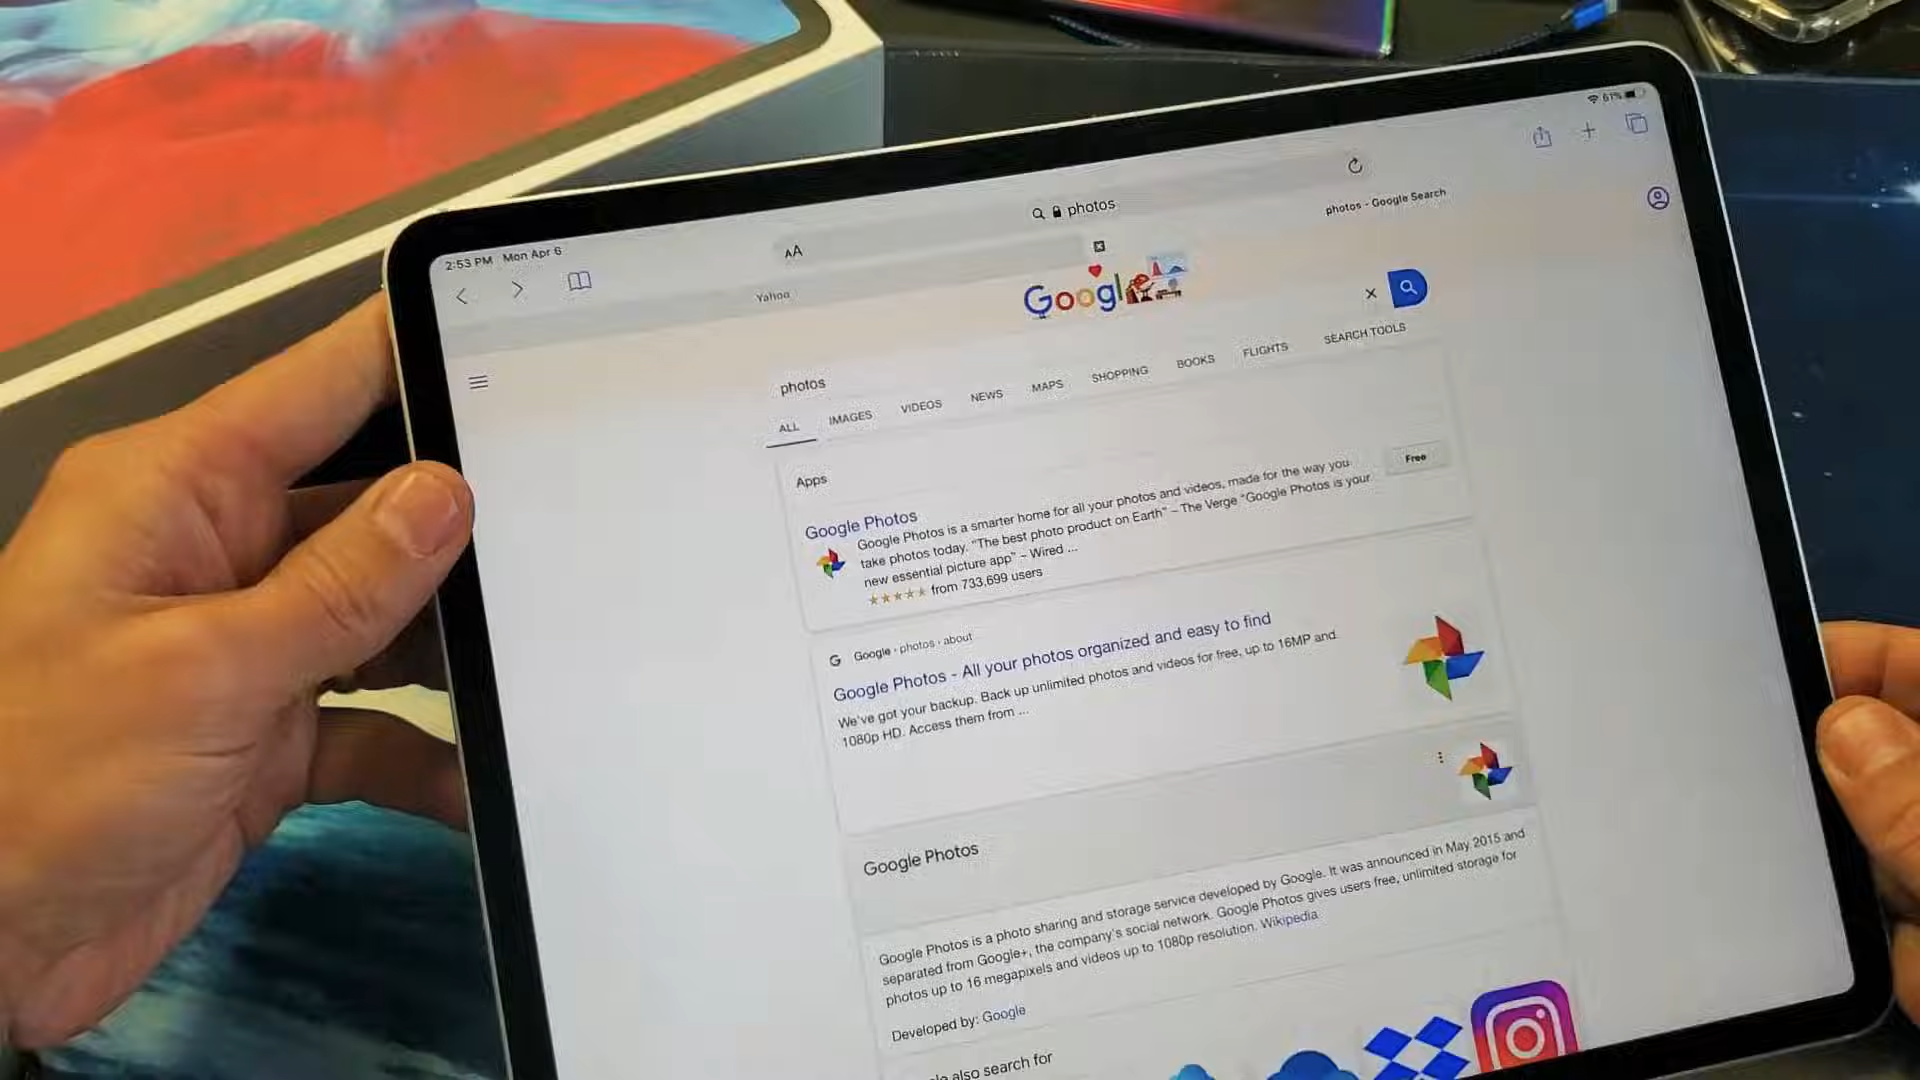 2:53 PM Mon Apr 6
61%
AA
photos
Yahoo
photos - Google Search
Google
photos
ALL IMAGES VIDEOS NEWS MAPS SHOPPING BOOKS FLIGHTS SEARCH TOOLS
Apps
Google Photos
Free
Google Photos is a smarter home for all your photos and videos, made for the way you
take photos today. “The best photo product on Earth” – The Verge “Google Photos is your
new essential picture app” – Wired ...
from 733,699 users
G Google › photos › about
Google Photos - All your photos organized and easy to find
We've got your backup. Back up unlimited photos and videos for free, up to 16MP and
1080p HD. Access them from ...
Google Photos
Google Photos is a photo sharing and storage service developed by Google. It was announced in May 2015 and
separated from Google+, the company's social network. Google Photos gives users free, unlimited storage for
photos up to 16 megapixels and videos up to 1080p resolution. Wikipedia
Developed by: Google
also search for